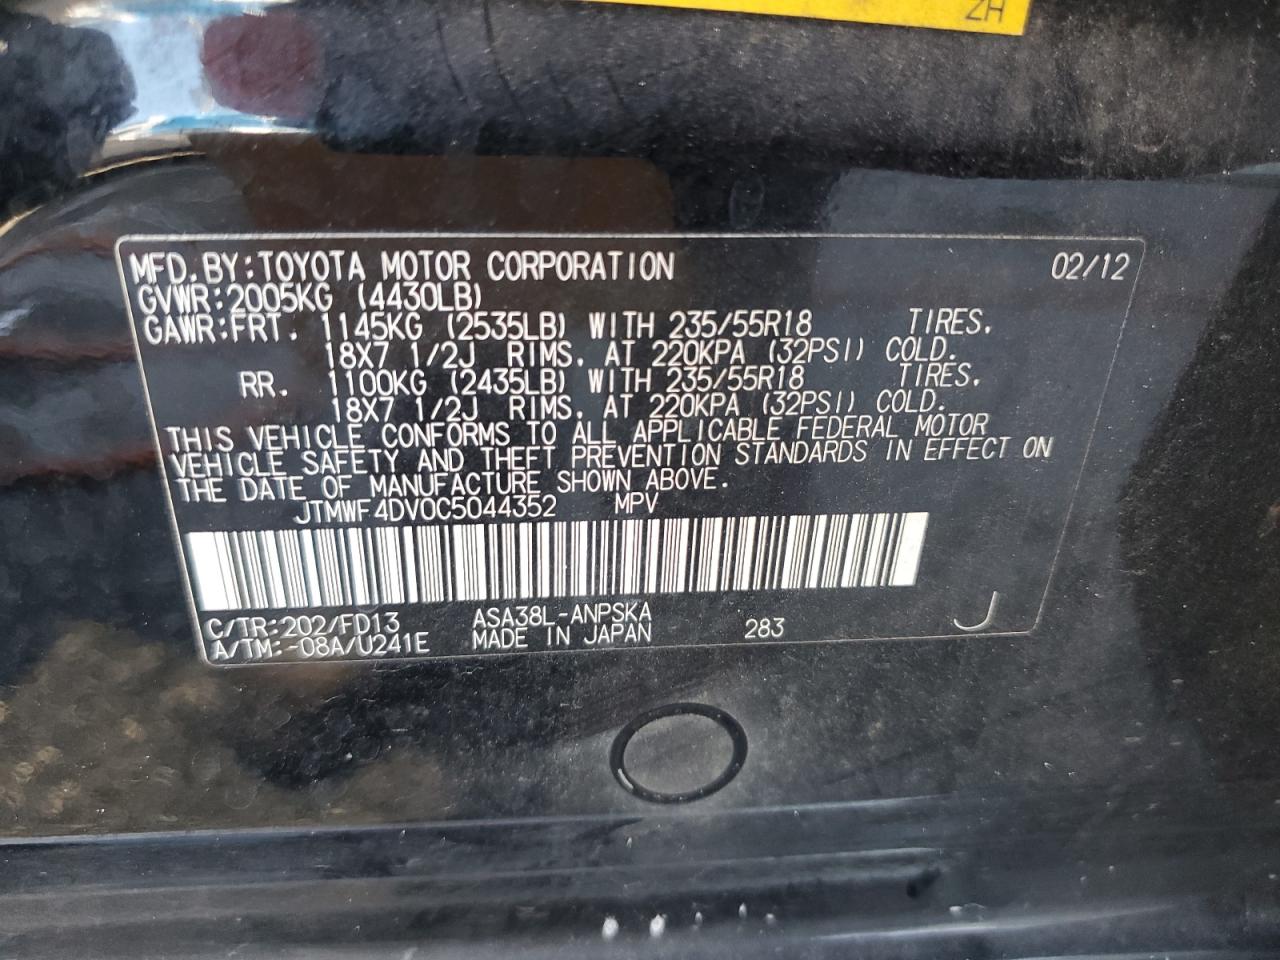 ZH
MFD.BY:TOYOTA MOTOR CORPORATION 02/12
GVWR:2005KG (4430LB)
GAWR:FRT. 1145KG (2535LB) WITH 235/55R18 TIRES.
18X7 1/2J RIMS. AT 220KPA (32PSI) COLD.
RR. 1100KG (2435LB) WITH 235/55R18 TIRES.
18X7 1/2J RIMS. AT 220KPA (32PSI) COLD.
THIS VEHICLE CONFORMS TO ALL APPLICABLE FEDERAL MOTOR
VEHICLE SAFETY AND THEFT PREVENTION STANDARDS IN EFFECT ON
THE DATE OF MANUFACTURE SHOWN ABOVE.
JTMWF4DV0C5044352 MPV
C/TR:202/FD13 ASA38L-ANPSKA
A/TM:-08A/U241E MADE IN JAPAN 283 J